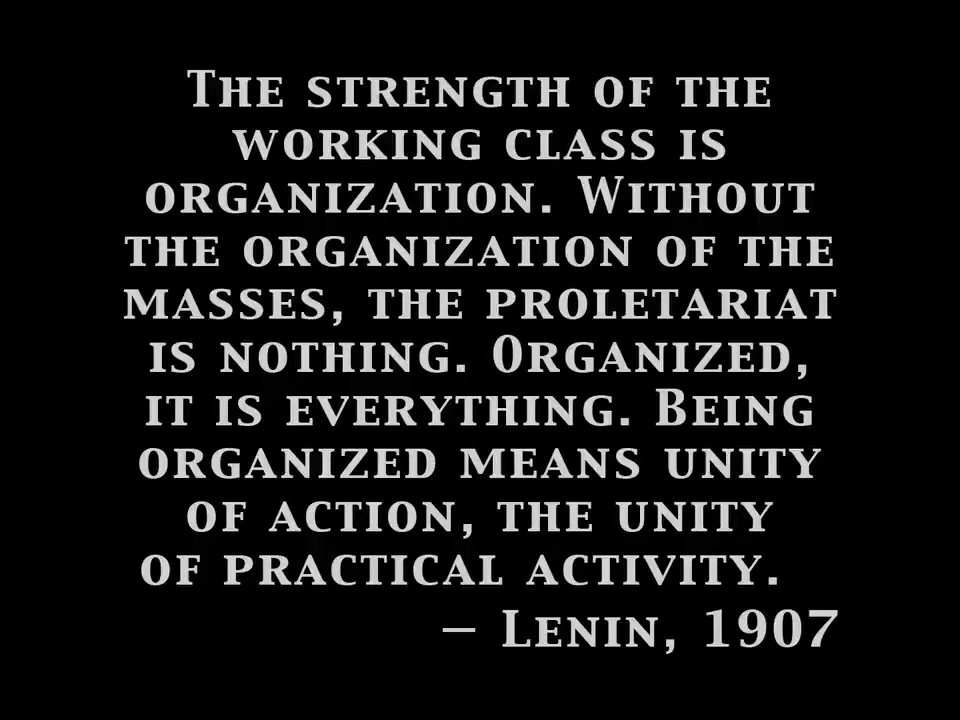 The strength of the
working class is
organization. Without
the organization of the
masses, the proletariat
is nothing. Organized,
it is everything. Being
organized means unity
of action, the unity
of practical activity.
– Lenin, 1907